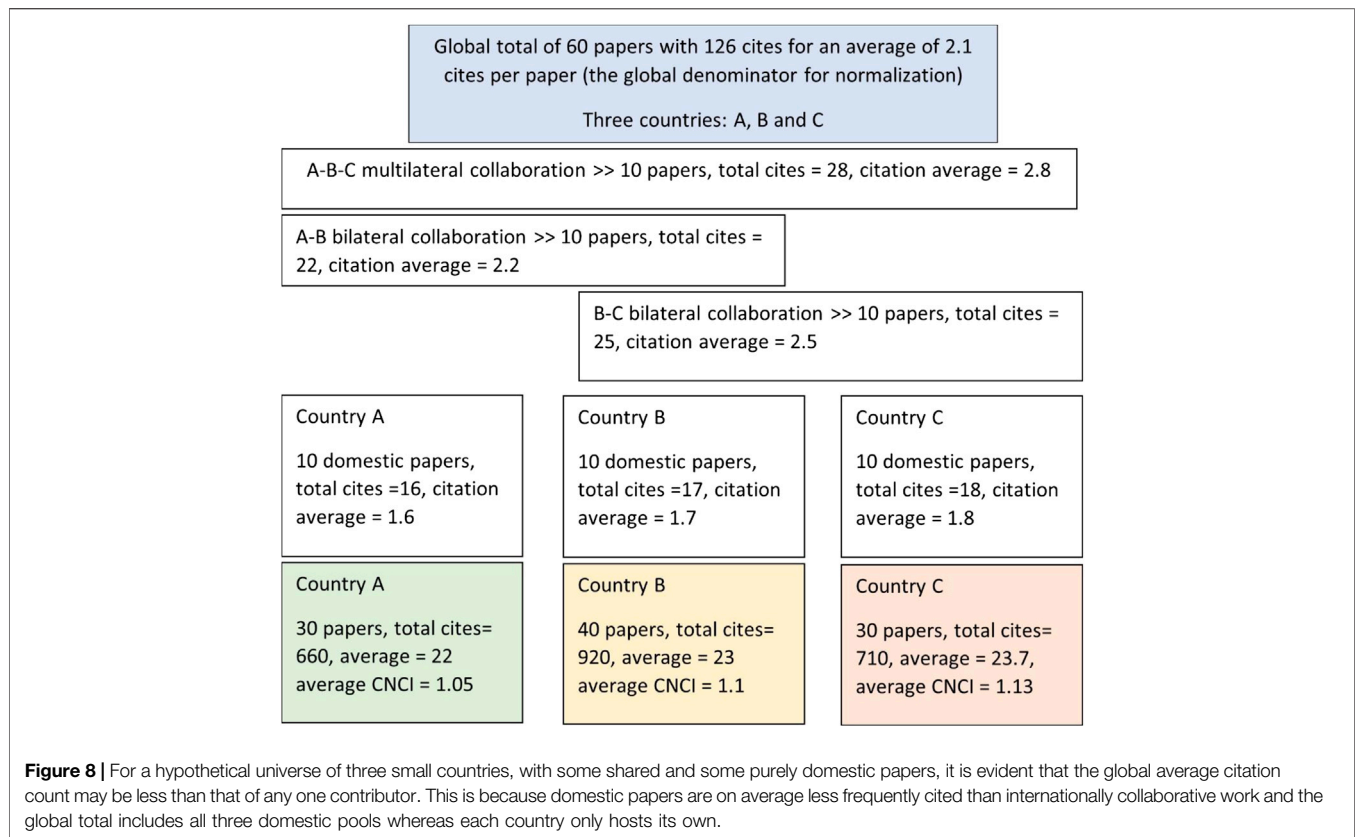 Global total of 60 papers with 126 cites for an average of 2.1
cites per paper (the global denominator for normalization)
Three countries: A, B and C
A-B-C multilateral collaboration >> 10 papers, total cites = 28, citation average = 2.8
A-B bilateral collaboration >> 10 papers, total cites =
22, citation average = 2.2
B-C bilateral collaboration >> 10 papers, total cites =
25, citation average = 2.5
Country A
10 domestic papers,
total cites =16, citation
average = 1.6
Country B
10 domestic papers,
total cites =17, citation
average = 1.7
Country C
10 domestic papers,
total cites =18, citation
average = 1.8
Country A
30 papers, total cites=
660, average = 22
average CNCI = 1.05
Country B
40 papers, total cites=
920, average = 23
average CNCI = 1.1
Country C
30 papers, total cites=
710, average = 23.7,
average CNCI = 1.13
Figure 8 | For a hypothetical universe of three small countries, with some shared and some purely domestic papers, it is evident that the global average citation
count may be less than that of any one contributor. This is because domestic papers are on average less frequently cited than internationally collaborative work and the
global total includes all three domestic pools whereas each country only hosts its own.